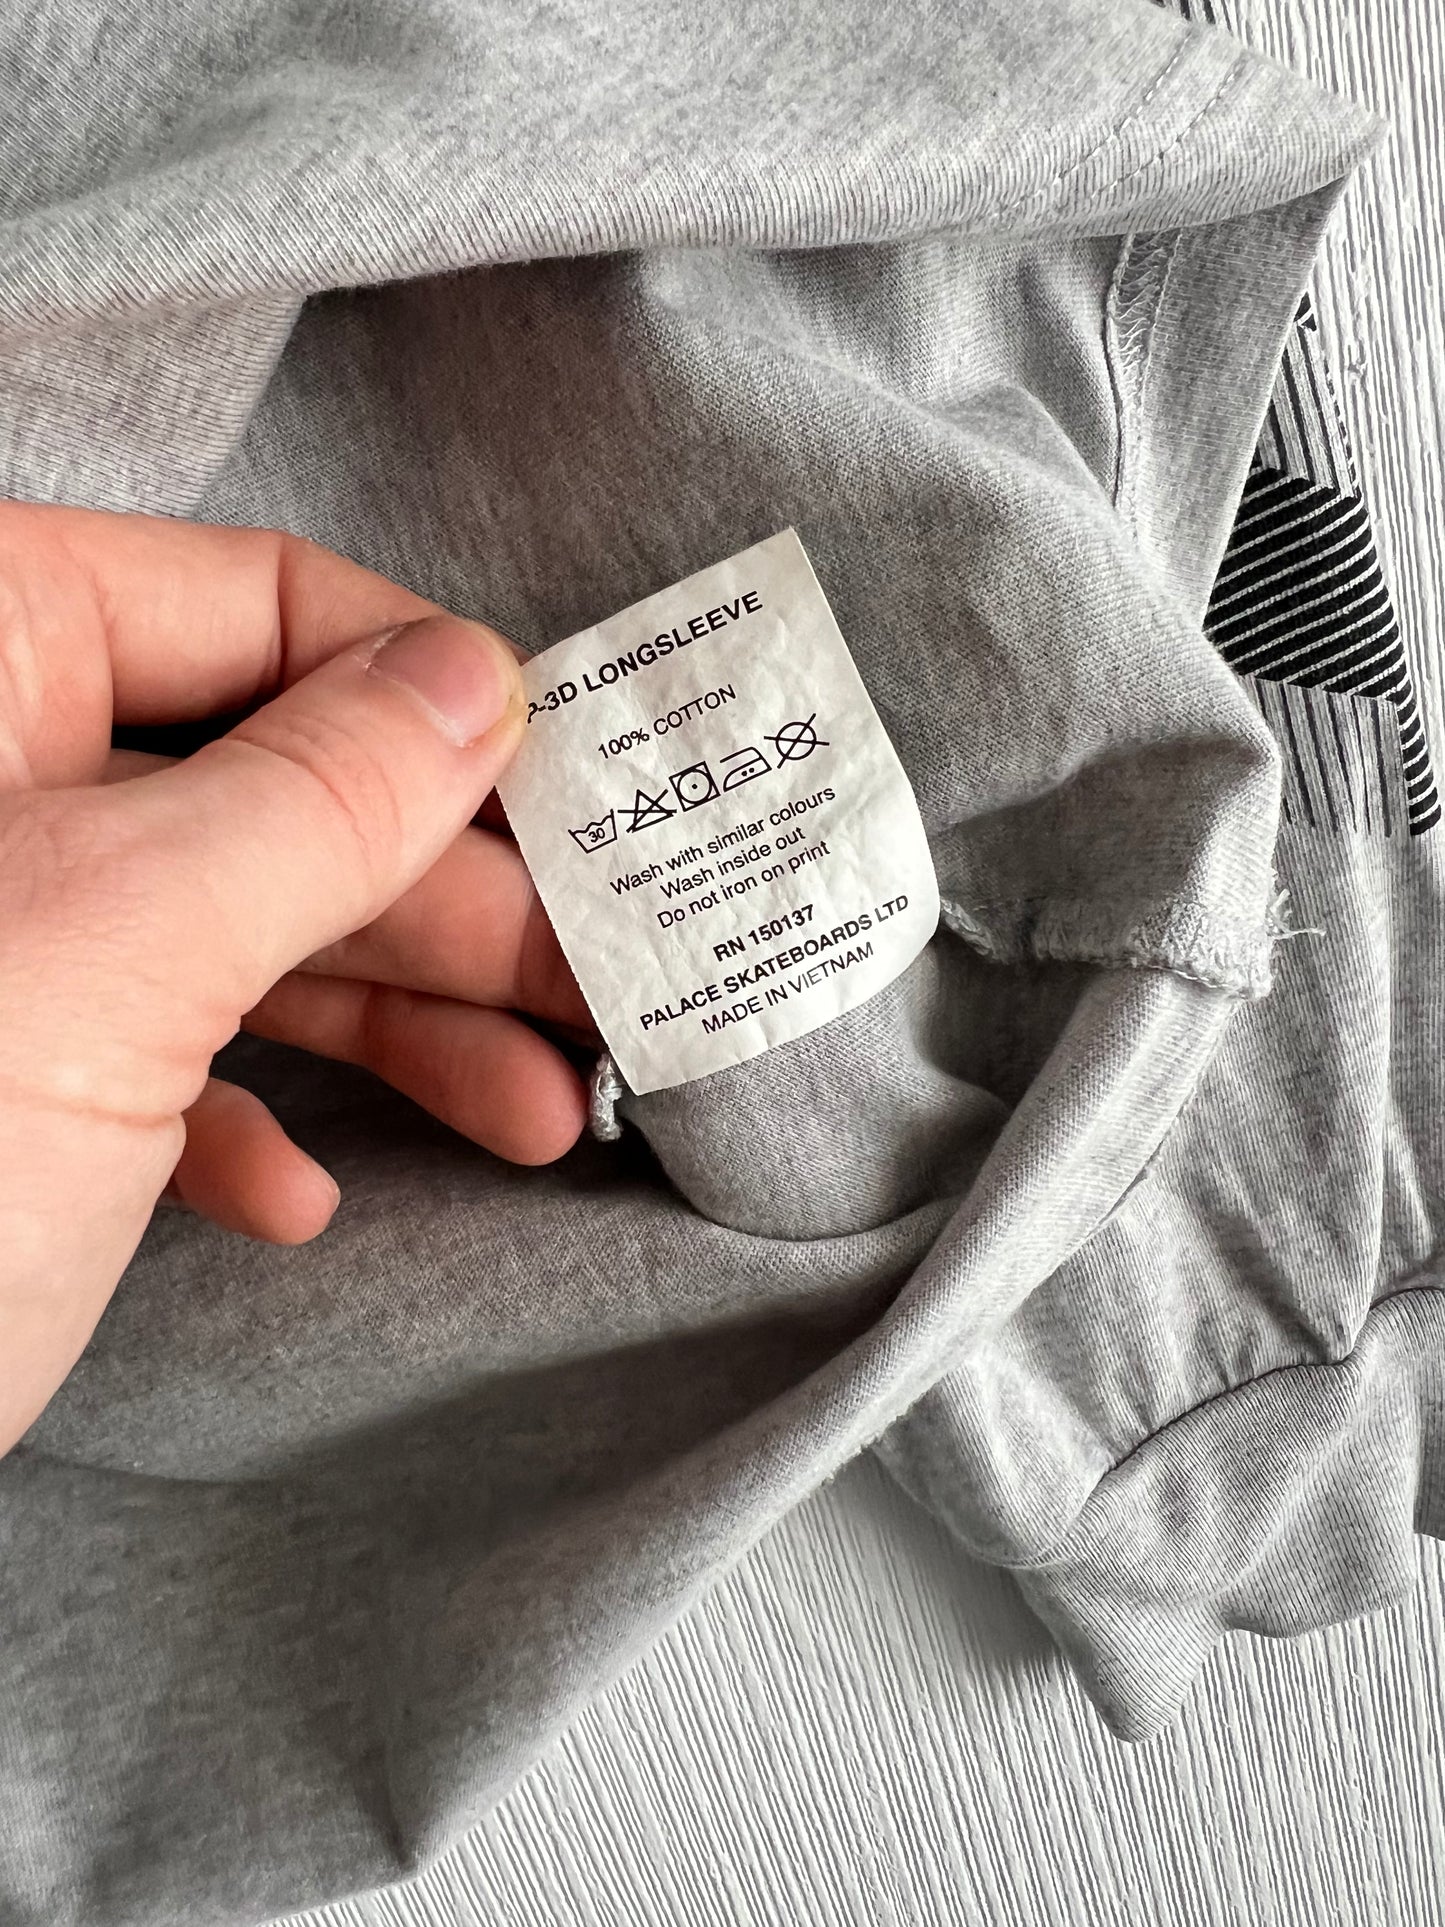 P-3D LONGSLEEVE
100% COTTON
30
Wash with similar colours
Wash inside out
Do not iron on print
RN 150137
PALACE SKATEBOARDS LTD
MADE IN VIETNAM